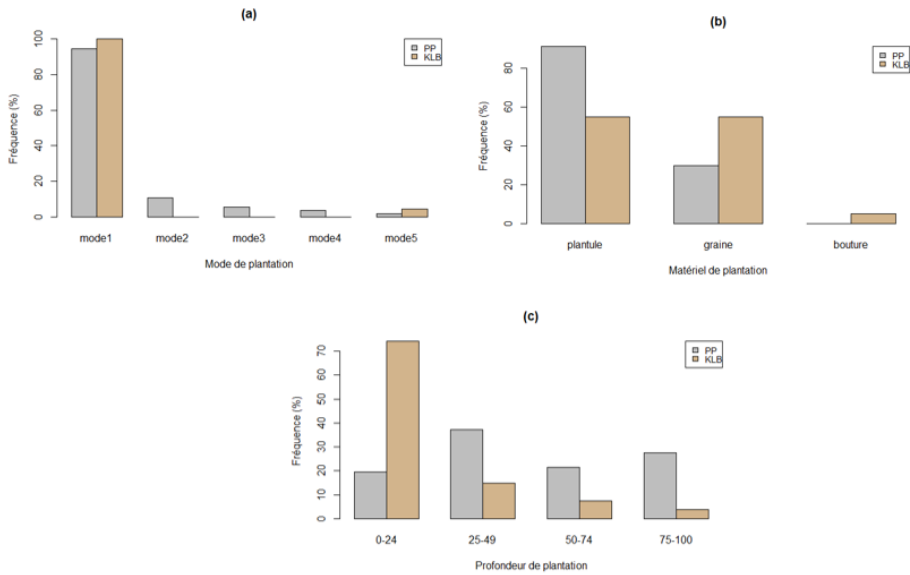 (a)
PP
KLB
Fréquence (%)
100
80
60
40
20
0
mode1 mode2 mode3 mode4 mode5
Mode de plantation
(b)
PP
KLB
Fréquence (%)
80
60
40
20
0
plantule graine bouture
Matériel de plantation
(c)
PP
KLB
Fréquence (%)
70
60
50
40
30
20
10
0
0-24 25-49 50-74 75-100
Profondeur de plantation